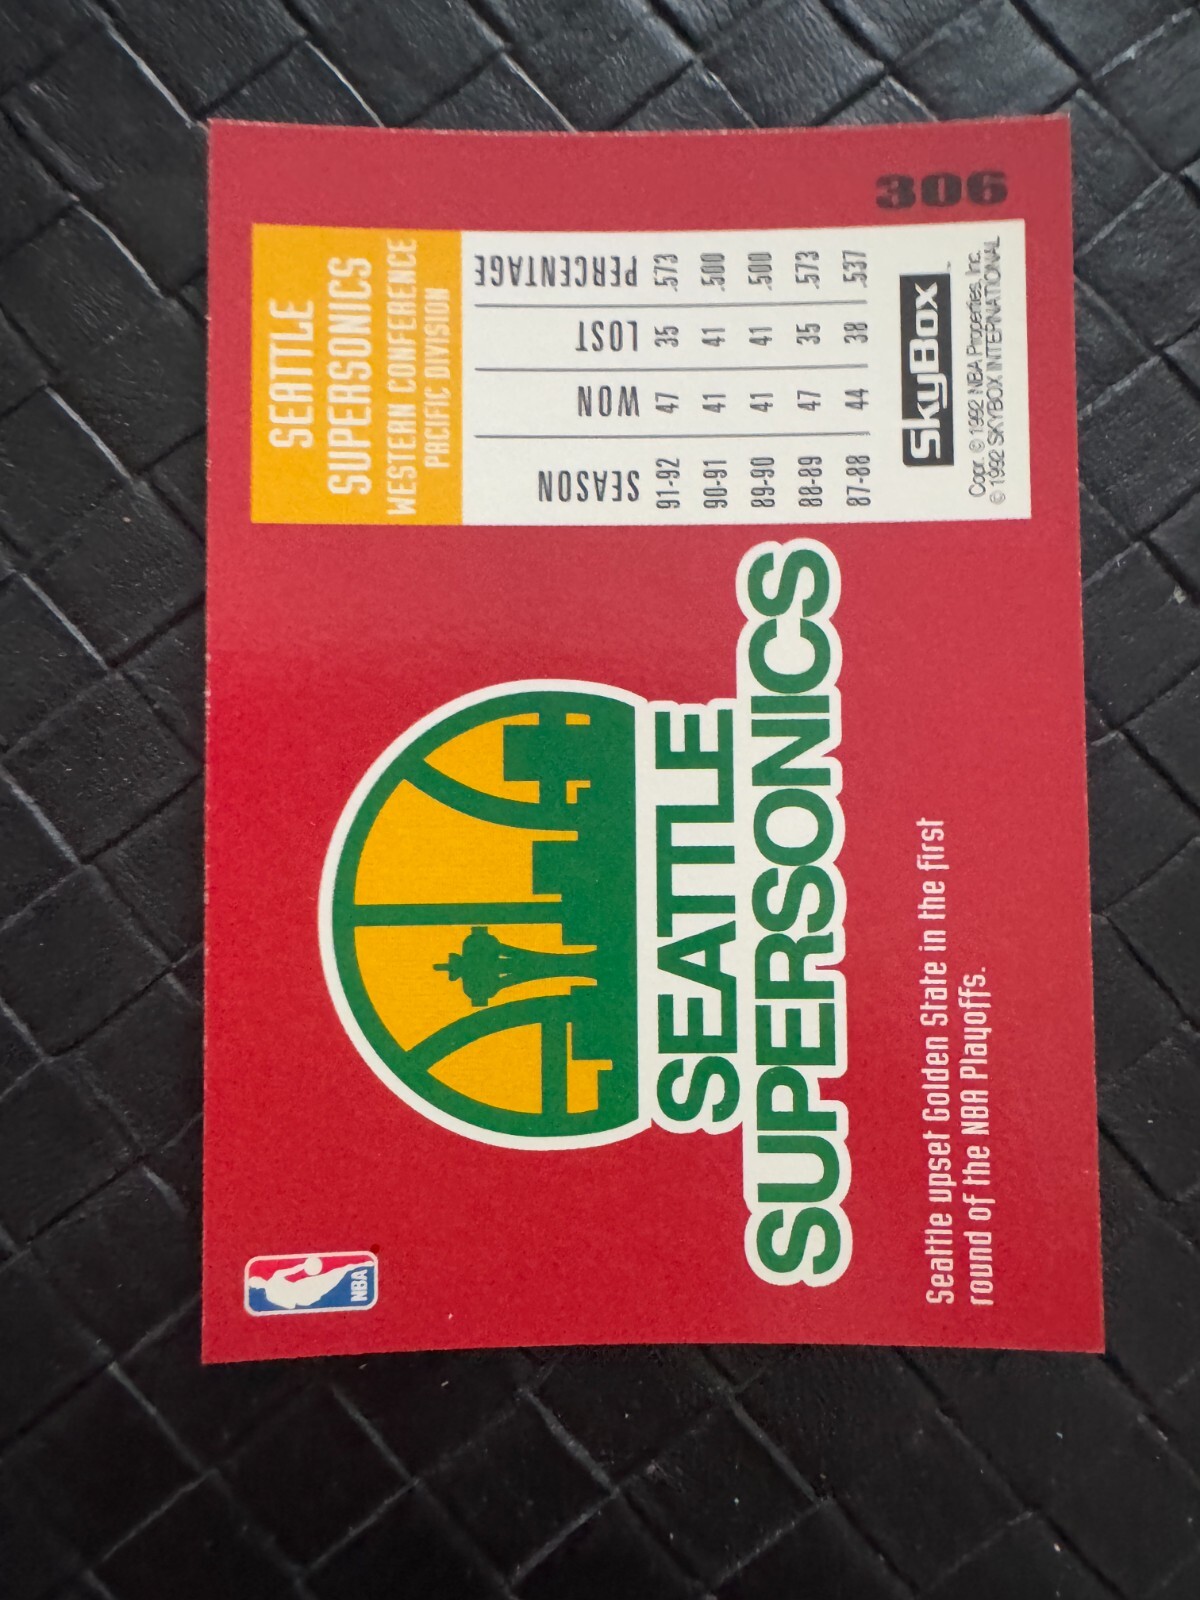 NBA
SEATTLE
SUPERSONICS
Seattle upset Golden State in the first
round of the NBA Playoffs.
SEATTLE
SUPERSONICS
WESTERN CONFERENCE
PACIFIC DIVISION
SEASON WON LOST PERCENTAGE
91-92 47 35 .573
90-91 41 41 .500
89-90 41 41 .500
88-89 47 35 .573
87-88 44 38 .537
SkyBox™
Copr. © 1992 NBA Properties, Inc.
© 1992 SKYBOX INTERNATIONAL
306